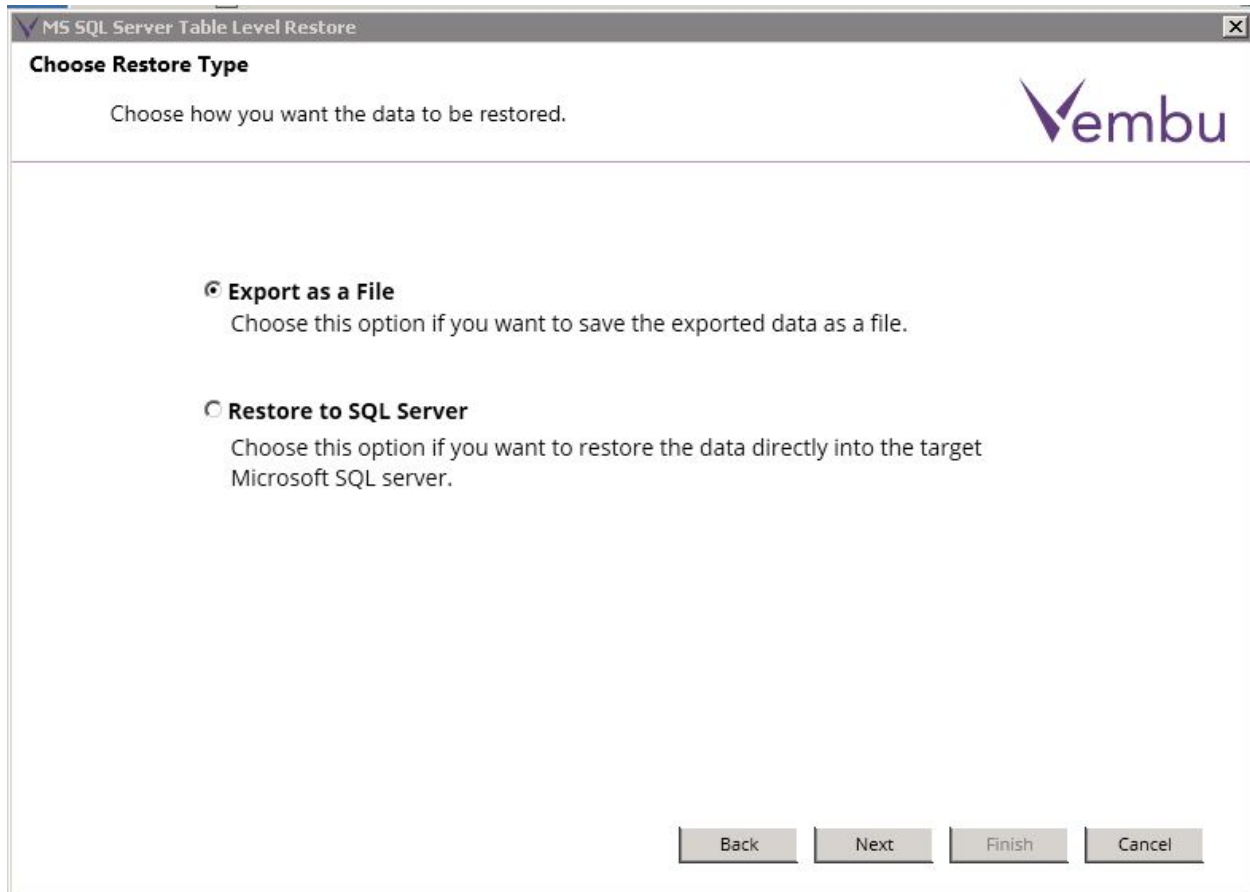 MS SQL Server Table Level Restore
Choose Restore Type
Choose how you want the data to be restored.
Vembu
Export as a File
Choose this option if you want to save the exported data as a file.
Restore to SQL Server
Choose this option if you want to restore the data directly into the target
Microsoft SQL server.
Back Next Finish Cancel